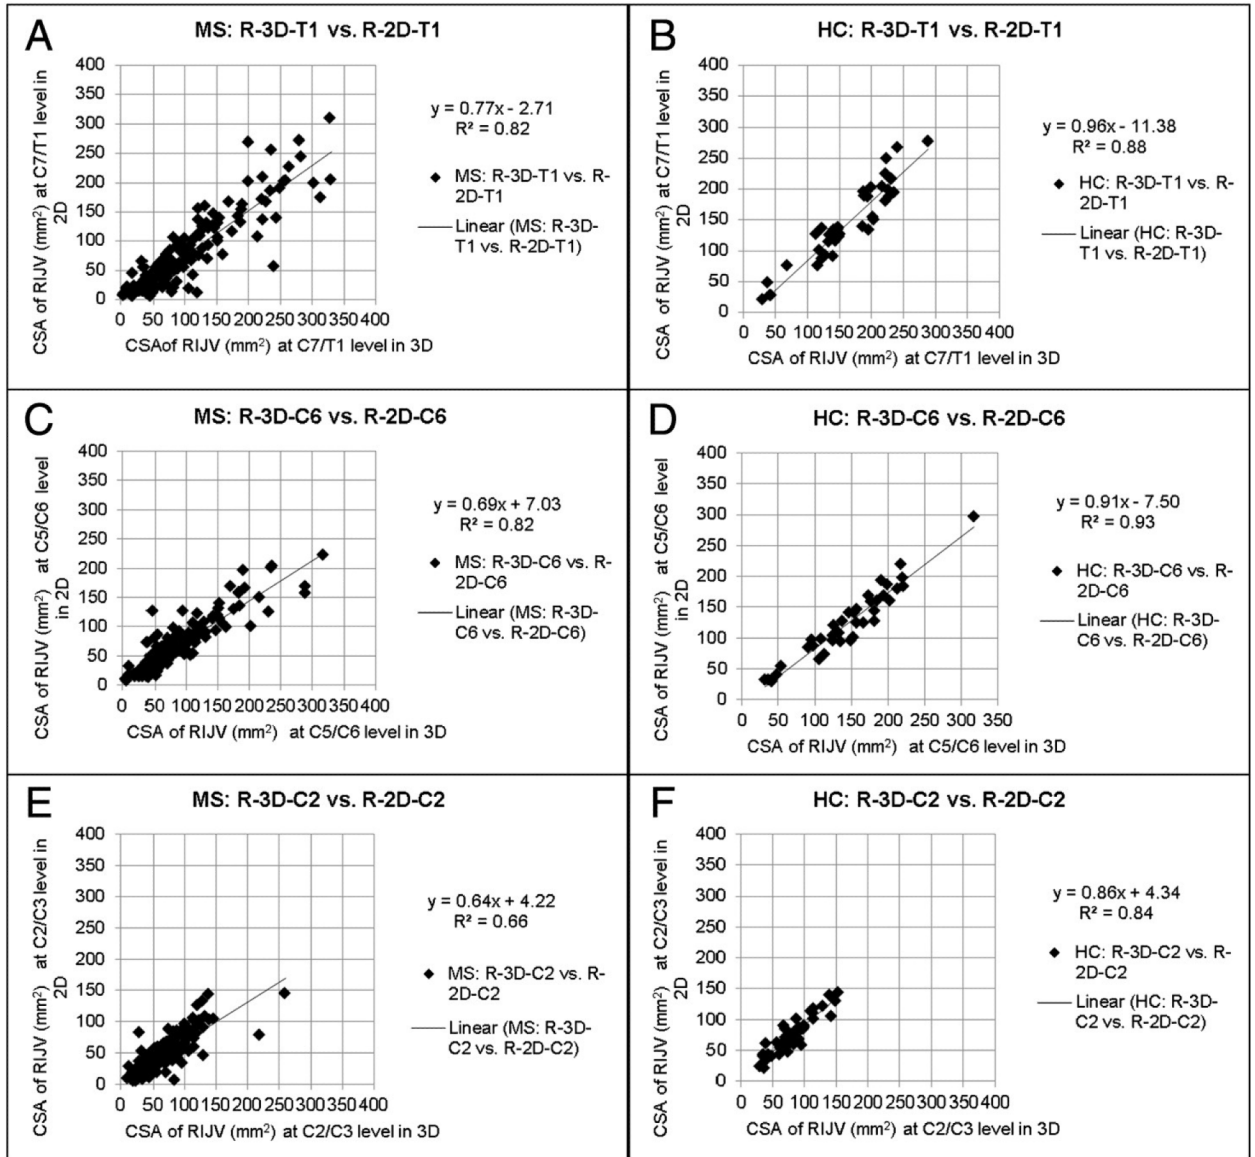 A
MS: R-3D-T1 vs. R-2D-T1
CSA of RIJV (mm²) at C7/T1 level in
2D
400
350
300
250
200
150
100
50
0
0 50 100 150 200 250 300 350 400
CSAof RIJV (mm²) at C7/T1 level in 3D
y = 0.77x - 2.71
R² = 0.82
MS: R-3D-T1 vs. R-
2D-T1
Linear (MS: R-3D-
T1 vs. R-2D-T1)
B
HC: R-3D-T1 vs. R-2D-T1
CSA of RIJV (mm²) at C7/T1 level in
2D
400
350
300
250
200
150
100
50
0
0 50 100 150 200 250 300 350 400
CSA of RIJV (mm²) at C7/T1 level in 3D
y = 0.96x - 11.38
R² = 0.88
HC: R-3D-T1 vs. R-
2D-T1
Linear (HC: R-3D-
T1 vs. R-2D-T1)
C
MS: R-3D-C6 vs. R-2D-C6
CSA of RIJV (mm²) at C5/C6 level
in 2D
400
350
300
250
200
150
100
50
0
0 50 100 150 200 250 300 350 400
CSA of RIJV (mm²) at C5/C6 level in 3D
y = 0.69x + 7.03
R² = 0.82
MS: R-3D-C6 vs. R-
2D-C6
Linear (MS: R-3D-
C6 vs. R-2D-C6)
D
HC: R-3D-C6 vs. R-2D-C6
CSA of RIJV (mm²) at C5/C6 level
in 2D
400
350
300
250
200
150
100
50
0
0 50 100 150 200 250 300 350
CSA of RIJV (mm²) at C5/C6 level in 3D
y = 0.91x - 7.50
R² = 0.93
HC: R-3D-C6 vs. R-
2D-C6
Linear (HC: R-3D-
C6 vs. R-2D-C6)
E
MS: R-3D-C2 vs. R-2D-C2
CSA of RIJV (mm²) at C2/C3 level in
2D
400
350
300
250
200
150
100
50
0
0 50 100 150 200 250 300 350 400
CSA of RIJV (mm²) at C2/C3 level in 3D
y = 0.64x + 4.22
R² = 0.66
MS: R-3D-C2 vs. R-
2D-C2
Linear (MS: R-3D-
C2 vs. R-2D-C2)
F
HC: R-3D-C2 vs. R-2D-C2
CSA of RIJV (mm²) at C2/C3 level in
2D
400
350
300
250
200
150
100
50
0
0 50 100 150 200 250 300 350 400
CSA of RIJV (mm²) at C2/C3 level in 3D
y = 0.86x + 4.34
R² = 0.84
HC: R-3D-C2 vs. R-
2D-C2
Linear (HC: R-3D-
C2 vs. R-2D-C2)